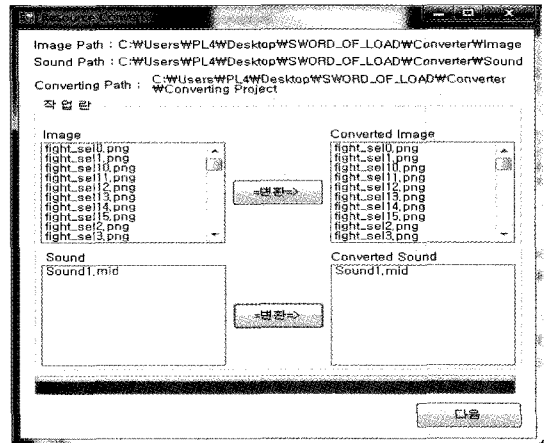 Image Path : C:₩Users₩PL4₩Desktop₩SWORD_OF_LOAD₩Converter₩Image
Sound Path : C:₩Users₩PL4₩Desktop₩SWORD_OF_LOAD₩Converter₩Sound
Converting Path : C:₩Users₩PL4₩Desktop₩SWORD_OF_LOAD₩Converter
₩Converting Project
작업란
Image
fight_sel0.png
fight_sel1.png
fight_sel10.png
fight_sel11.png
fight_sel12.png
fight_sel13.png
fight_sel14.png
fight_sel15.png
fight_sel2.png
fight_sel3.png
=변환=>
Converted Image
fight_sel0.png
fight_sel1.png
fight_sel10.png
fight_sel11.png
fight_sel12.png
fight_sel13.png
fight_sel14.png
fight_sel15.png
fight_sel2.png
fight_sel3.png
Sound
Sound1.mid
=변환=>
Converted Sound
Sound1.mid
다음